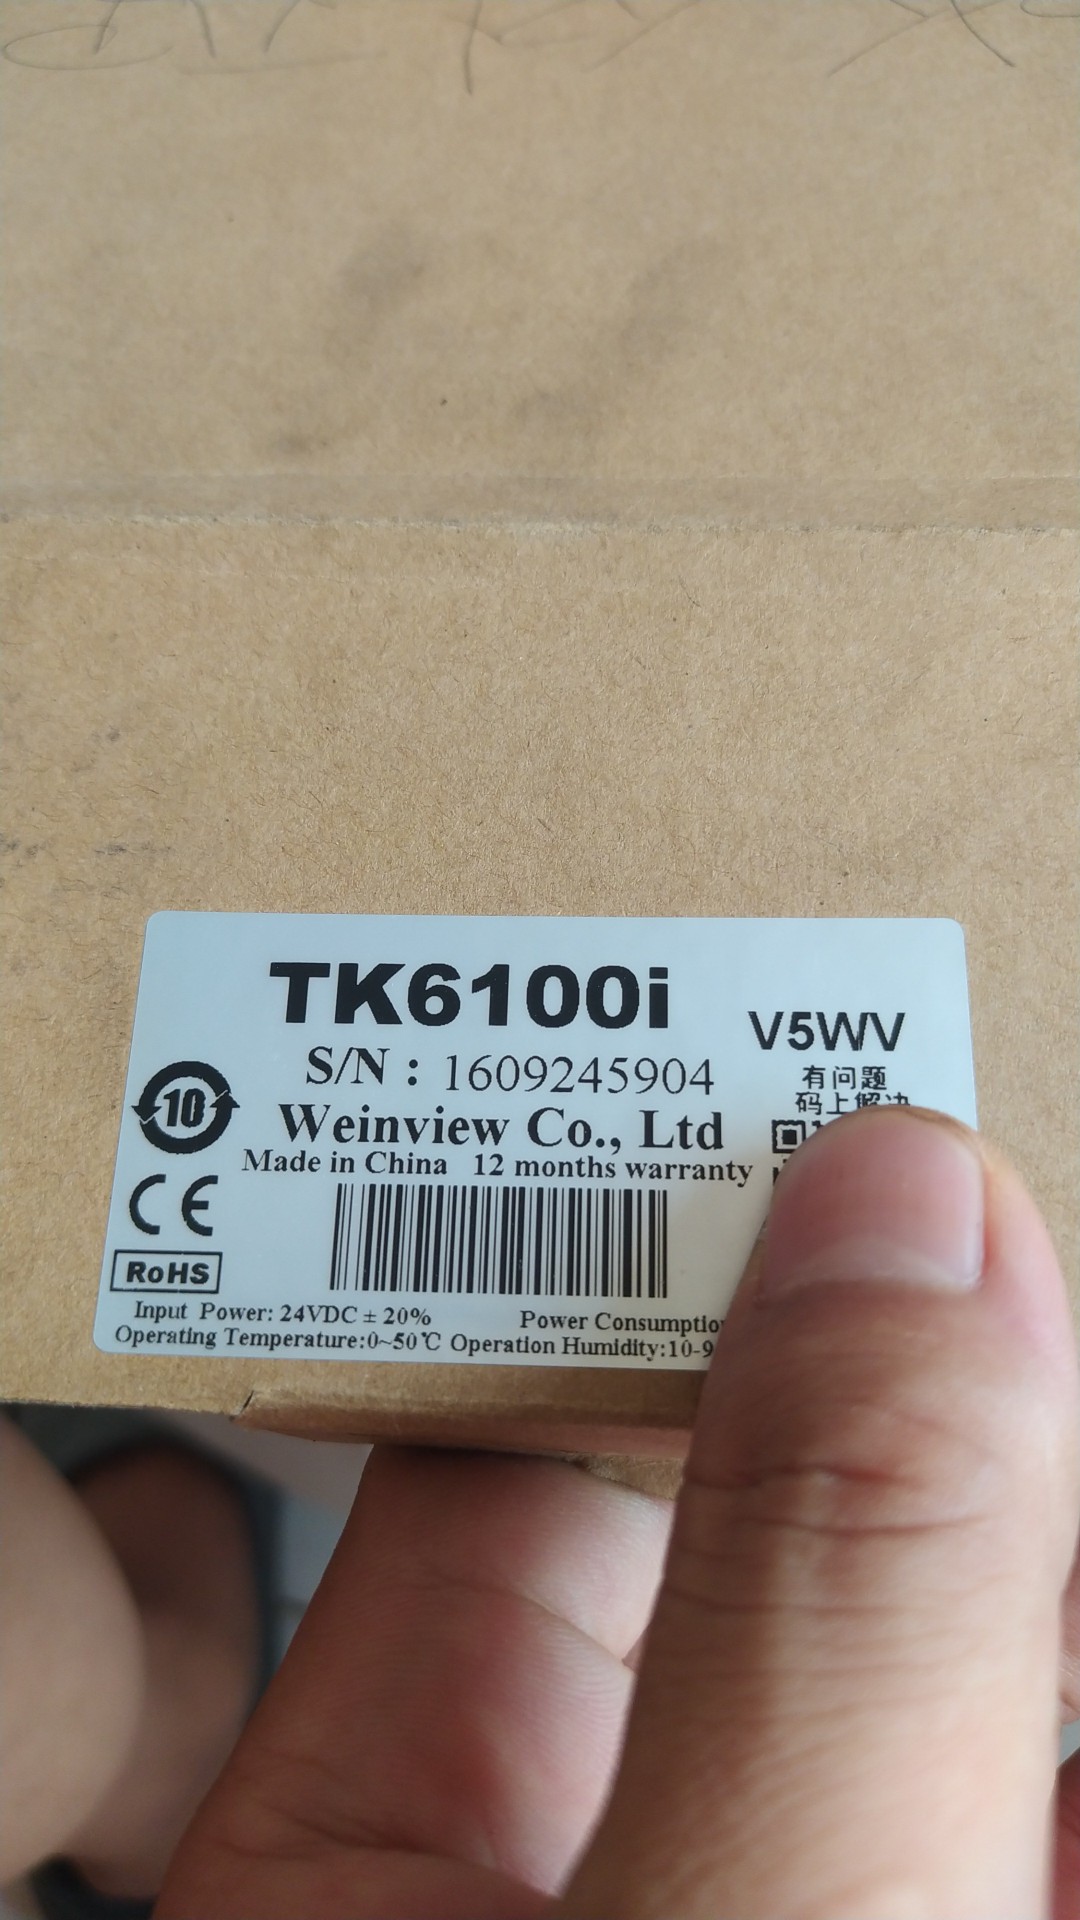 TK6100i
V5WV
S/N : 1609245904
有问题
码上解决
10
Weinview Co., Ltd
Made in China 12 months warranty
CE
RoHS
Input Power: 24VDC ± 20% Power
Operating Temperature:0~50℃ Operation Humidity:10-9